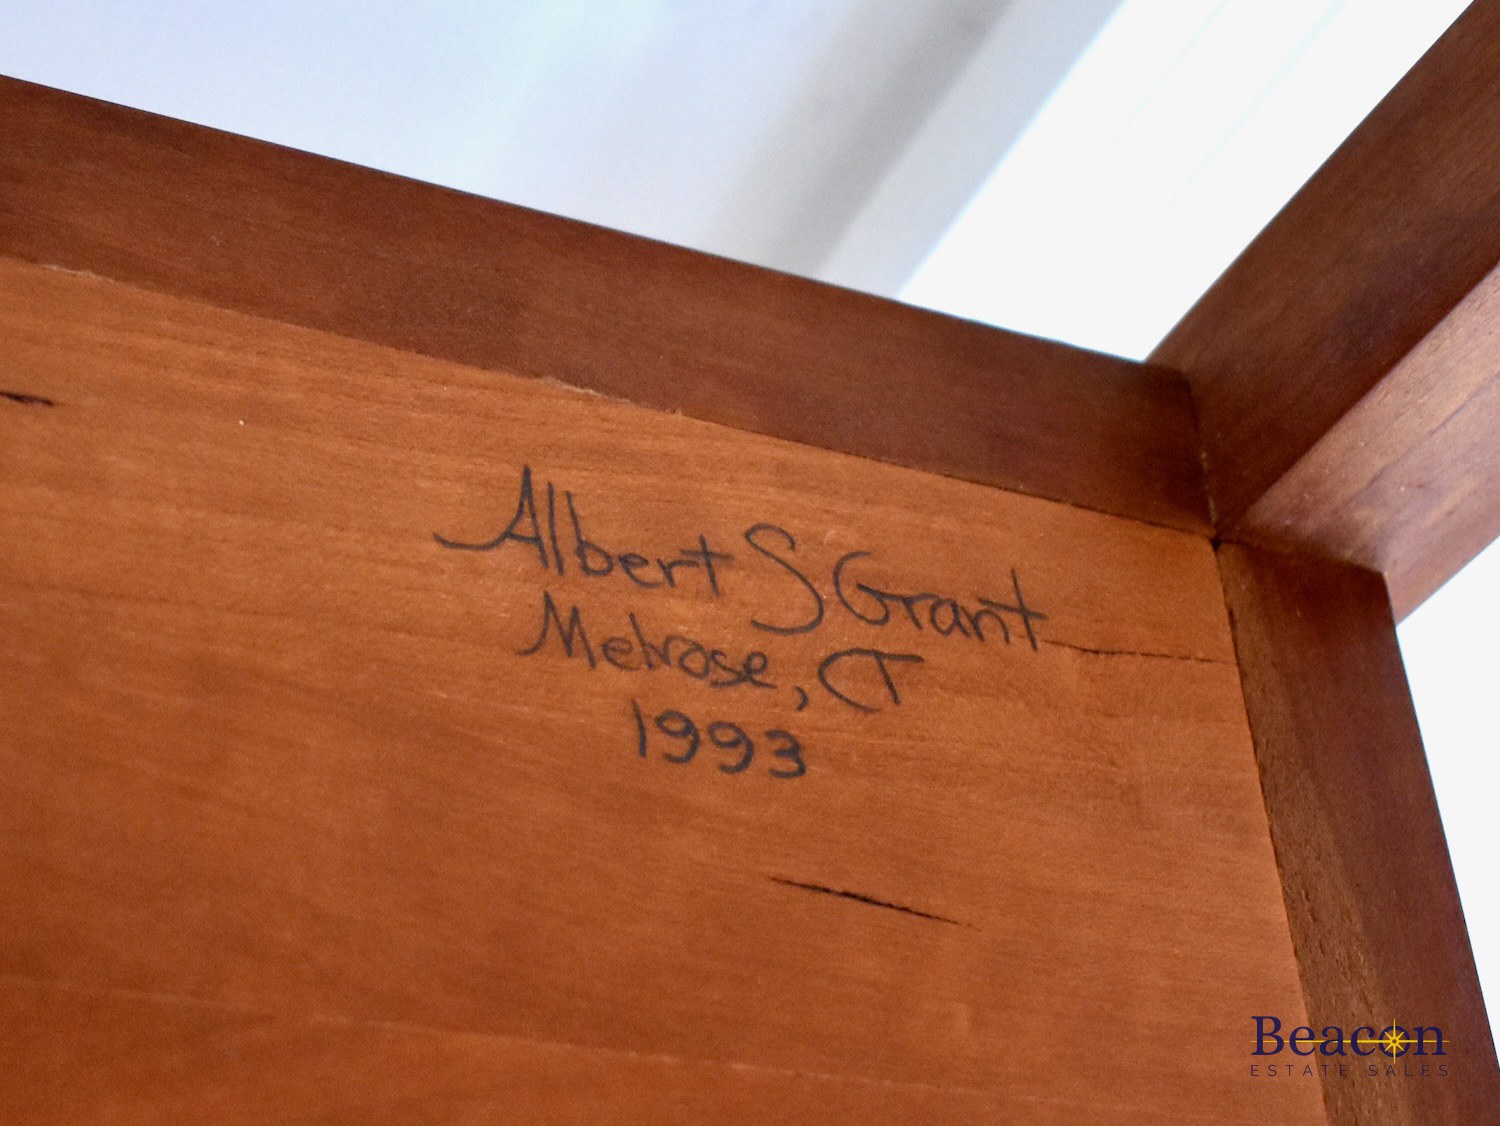 Albert S Grant
Melrose, CT
1993
Beacon
ESTATE SALES